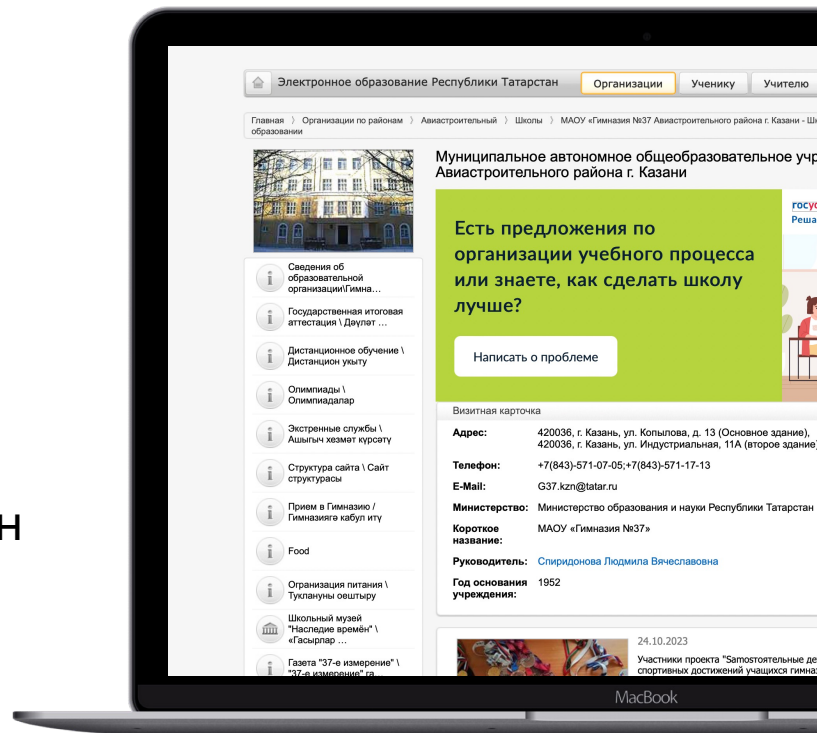 Электронное образование Республики Татарстан
Организации
Ученику
Учителю
Главная 〉 Организации по районам 〉 Авиастроительный 〉 Школы 〉 МАОУ «Гимназия №37 Авиастроительного района г. Казани -
образовании
Муниципальное автономное общеобразовательное
Авиастроительного района г. Казани
Есть предложения по
организации учебного процесса
или знаете, как сделать школу
лучше?
Написать о проблеме
Сведения об
образовательной
организации\Гимна…
Государственная итоговая
аттестация \ Дәүләт …
Дистанционное обучение \
Дистанцион укыту
Олимпиады \
Олимпиадалар
Экстренные службы \
Ашыгыч хезмәт күрсәтү
Структура сайта \ Сайт
структурасы
Прием в Гимназию /
Гимназиягә кабул итү
Food
Огранизация питания \
Туклануны оештыру
Школьный музей
"Наследие времён" \
«Гасырлар …
Газета "37-е измерение" \
"37-е измерение" га...
Визитная карточка
Адрес: 420036, г. Казань, ул. Копылова, д. 13 (Основное здание),
420036, г. Казань, ул. Индустриальная, 11А (второе здание)
Телефон: +7(843)-571-07-05;+7(843)-571-17-13
E-Mail: G37.kzn@tatar.ru
Министерство: Министерство образования и науки Республики Татарстан
Короткое
название: МАОУ «Гимназия №37»
Руководитель: Спиридонова Людмила Вячеславовна
Год основания
учреждения: 1952
24.10.2023
Участники проекта "Samостоятельные
спортивных достижений учащихся
MacBook
н